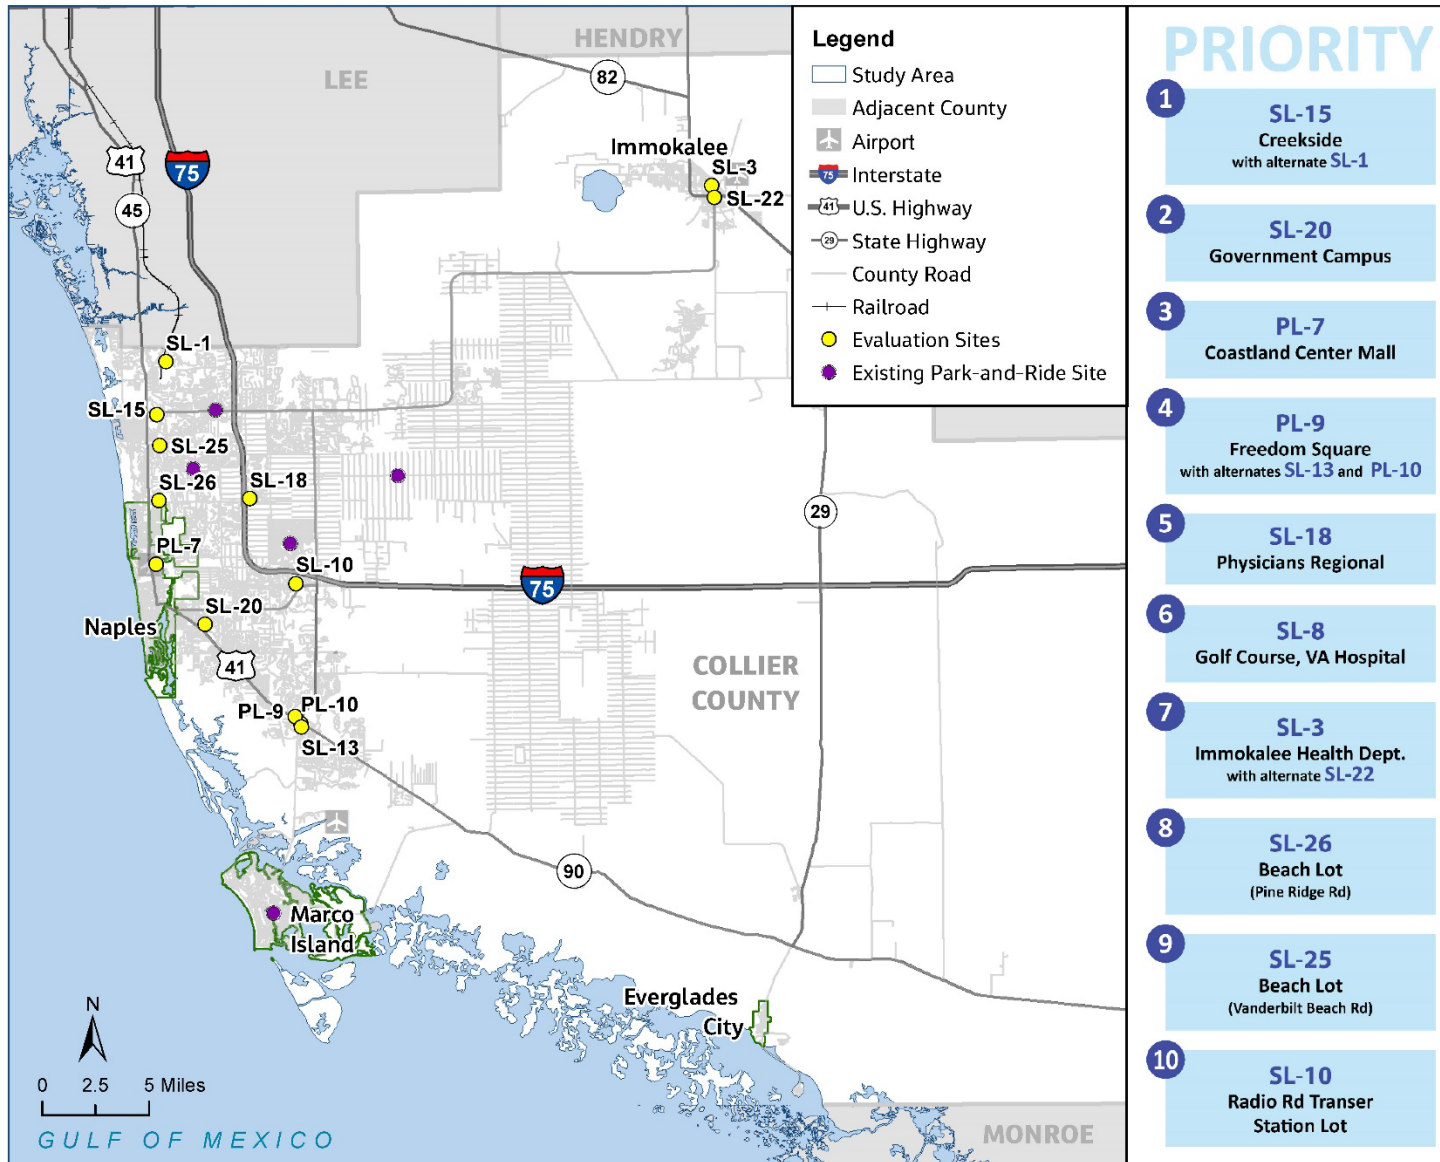 HENDRY
LEE
82
Immokalee
SL-3
SL-22
41
75
45
SL-1
SL-15
SL-25
SL-26
SL-18
PL-7
SL-10
SL-20
Naples
41
75
29
COLLIER
COUNTY
PL-9
PL-10
SL-13
90
Marco
Island
Everglades
City
N
0 2.5 5 Miles
GULF OF MEXICO
MONROE
Legend
Study Area
Adjacent County
Airport
75 Interstate
41 U.S. Highway
29 State Highway
County Road
Railroad
Evaluation Sites
Existing Park-and-Ride Site
PRIORITY
1
SL-15
Creekside
with alternate SL-1
2
SL-20
Government Campus
3
PL-7
Coastland Center Mall
4
PL-9
Freedom Square
with alternates SL-13 and PL-10
5
SL-18
Physicians Regional
6
SL-8
Golf Course, VA Hospital
7
SL-3
Immokalee Health Dept.
with alternate SL-22
8
SL-26
Beach Lot
(Pine Ridge Rd)
9
SL-25
Beach Lot
(Vanderbilt Beach Rd)
10
SL-10
Radio Rd Transer
Station Lot